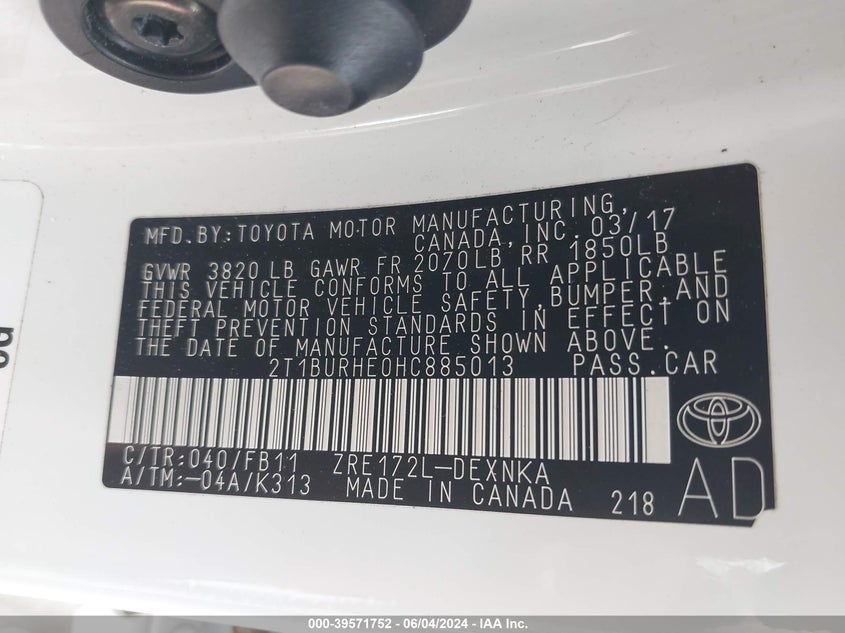 MFD. BY: TOYOTA MOTOR MANUFACTURING,
CANADA, INC. 03/17
GVWR 3820 LB GAWR FR 2070LB RR 1850LB
THIS VEHICLE CONFORMS TO ALL APPLICABLE
FEDERAL MOTOR VEHICLE SAFETY, BUMPER, AND
THEFT PREVENTION STANDARDS IN EFFECT ON
THE DATE OF MANUFACTURE SHOWN ABOVE.
2T1BURHE0HC885013 PASS. CAR
C/TR: 040/FB11 ZRE172L-DEXNKA
A/TM: -04A/K313 MADE IN CANADA 218 AD
000-39571752 - 06/04/2024 - IAA Inc.